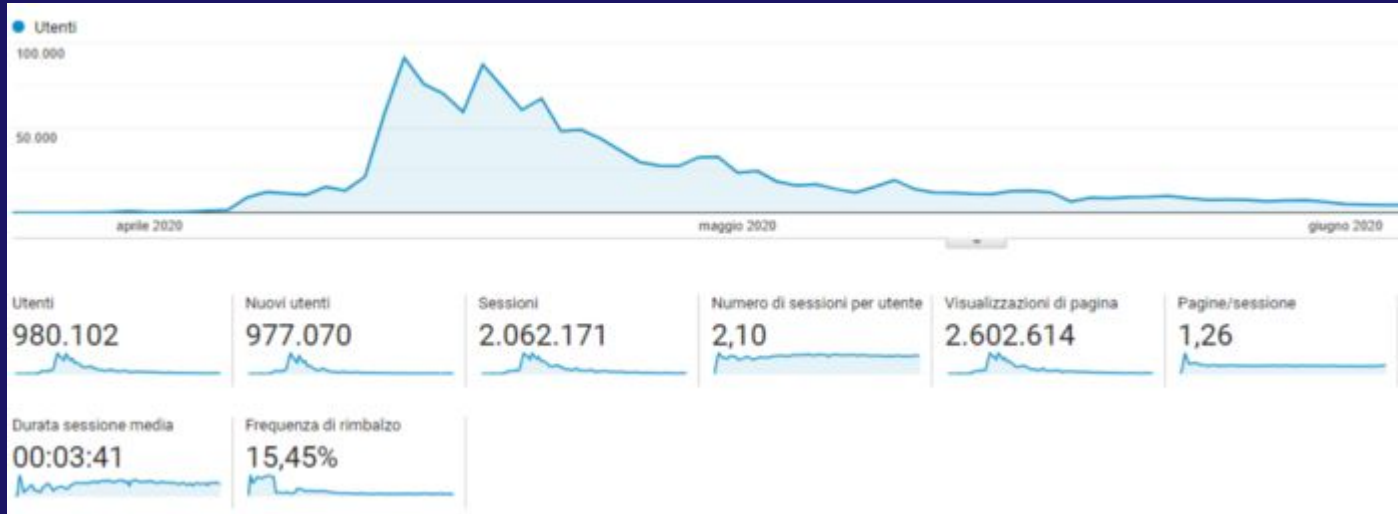 Utenti
100.000
50.000
aprile 2020 maggio 2020 giugno 2020
Utenti Nuovi utenti Sessioni Numero di sessioni per utente Visualizzazioni di pagina Pagine/sessione
980.102 977.070 2.062.171 2,10 2.602.614 1,26
Durata sessione media Frequenza di rimbalzo
00:03:41 15,45%